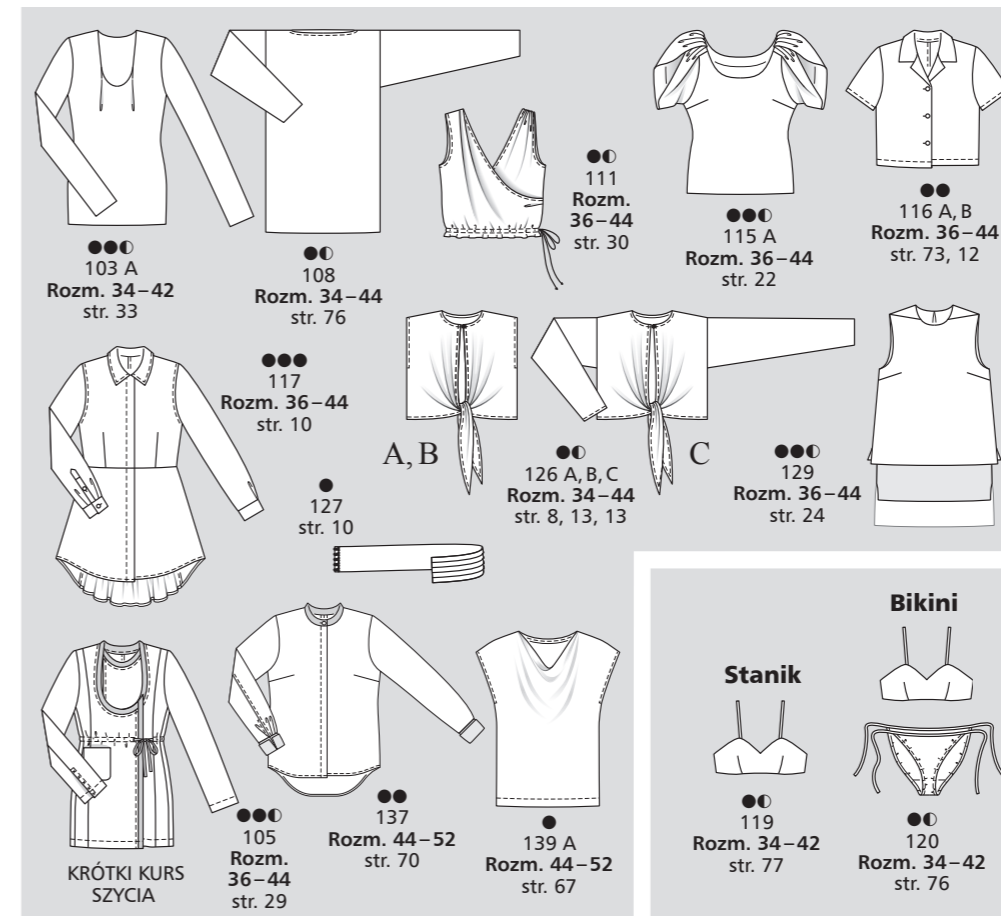 ●●◐
103 A
Rozm. 34–42
str. 33
●◐
108
Rozm. 34–44
str. 76
●◐
111
Rozm.
36–44
str. 30
●●◐
115 A
Rozm. 36–44
str. 22
●●
116 A, B
Rozm. 36–44
str. 73, 12
●●●
117
Rozm. 36–44
str. 10
●
127
str. 10
A, B
●◐
126 A, B, C
Rozm. 34–44
str. 8, 13, 13
C
●●◐
129
Rozm. 36–44
str. 24
KRÓTKI KURS
SZYCIA
●●◐
105
Rozm.
36–44
str. 29
●●
137
Rozm. 44–52
str. 70
●
139 A
Rozm. 44–52
str. 67
Stanik
●◐
119
Rozm. 34–42
str. 77
Bikini
●◐
120
Rozm. 34–42
str. 76